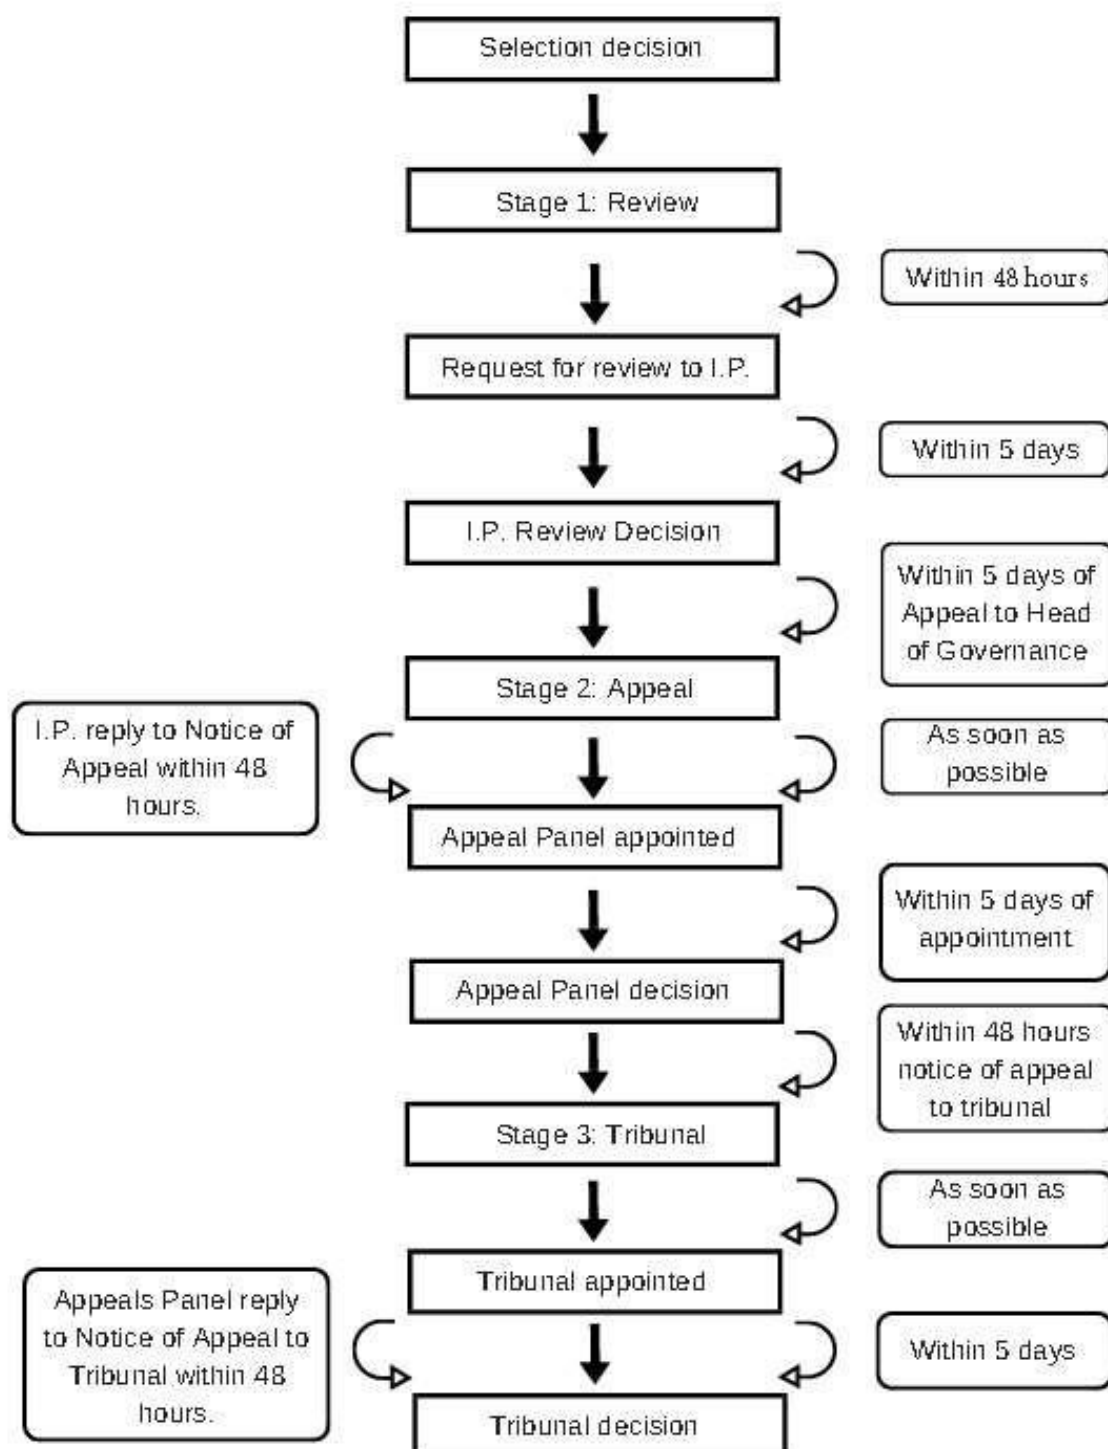 Selection decision
Stage 1: Review
Within 48 hours
Request for review to I.P.
Within 5 days
I.P. Review Decision
Within 5 days of
Appeal to Head
of Governance
Stage 2: Appeal
I.P. reply to Notice of
Appeal within 48
hours.
As soon as
possible
Appeal Panel appointed
Within 5 days of
appointment
Appeal Panel decision
Within 48 hours
notice of appeal
to tribunal
Stage 3: Tribunal
As soon as
possible
Tribunal appointed
Appeals Panel reply
to Notice of Appeal to
Tribunal within 48
hours.
Within 5 days
Tribunal decision